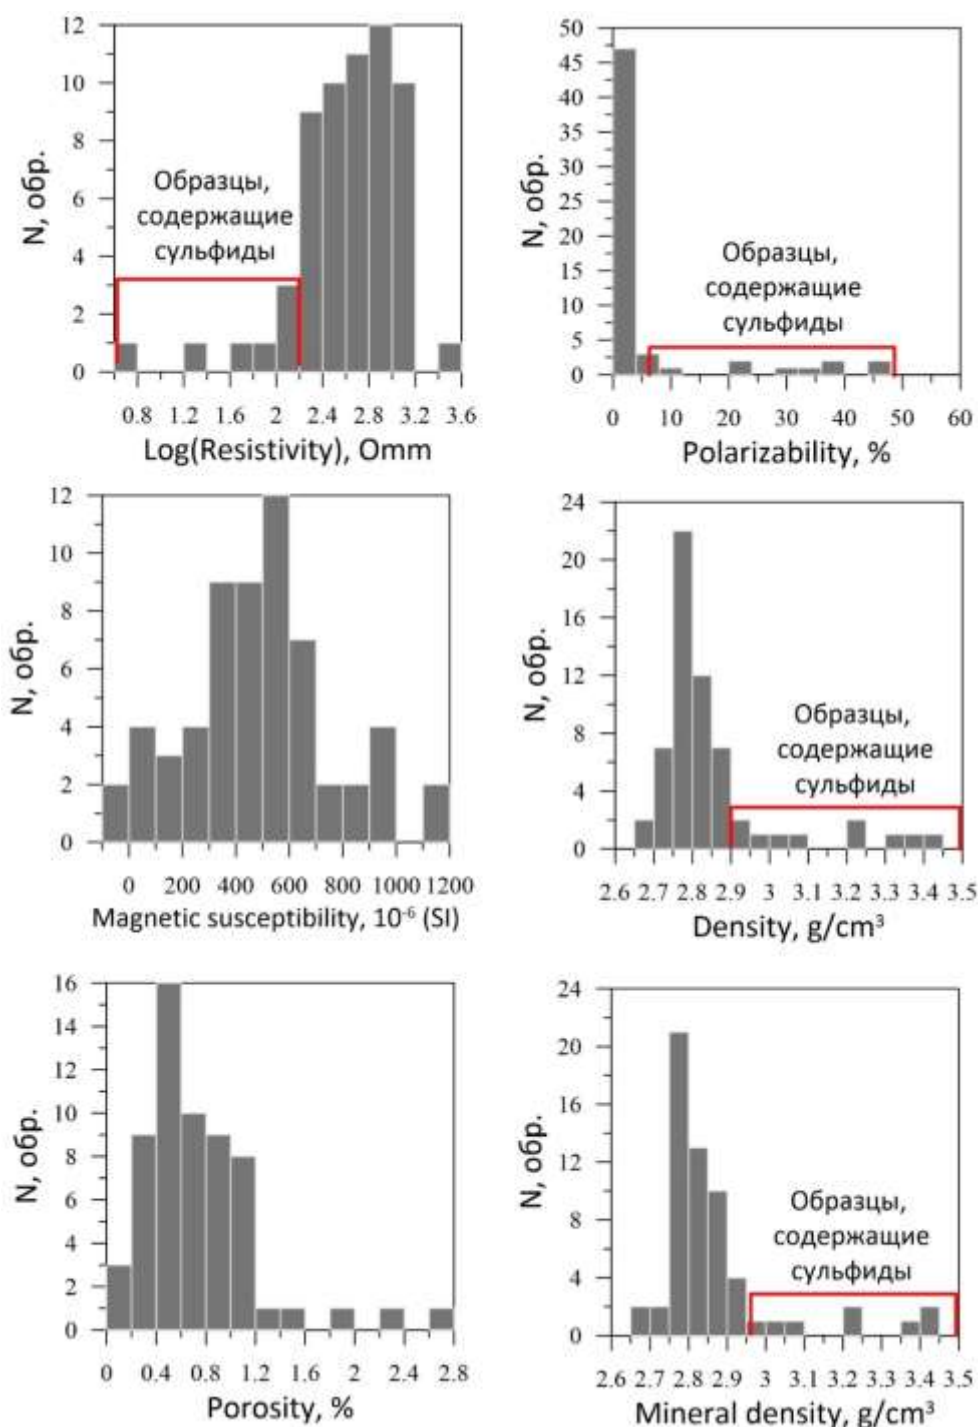 12
10
8
6
4
2
0
N, обр.
Образцы,
содержащие
сульфиды
0.8 1.2 1.6 2 2.4 2.8 3.2 3.6
Log(Resistivity), Omm
50
45
40
35
30
25
20
15
10
5
0
N, обр.
Образцы,
содержащие
сульфиды
0 10 20 30 40 50 60
Polarizability, %
12
10
8
6
4
2
0
N, обр.
0 200 400 600 800 1000 1200
Magnetic susceptibility, 10⁻⁶ (SI)
24
20
16
12
8
4
0
N, обр.
Образцы,
содержащие
сульфиды
2.6 2.7 2.8 2.9 3 3.1 3.2 3.3 3.4 3.5
Density, g/cm³
16
14
12
10
8
6
4
2
0
N, обр.
0 0.4 0.8 1.2 1.6 2 2.4 2.8
Porosity, %
24
20
16
12
8
4
0
N, обр.
Образцы,
содержащие
сульфиды
2.6 2.7 2.8 2.9 3 3.1 3.2 3.3 3.4 3.5
Mineral density, g/cm³